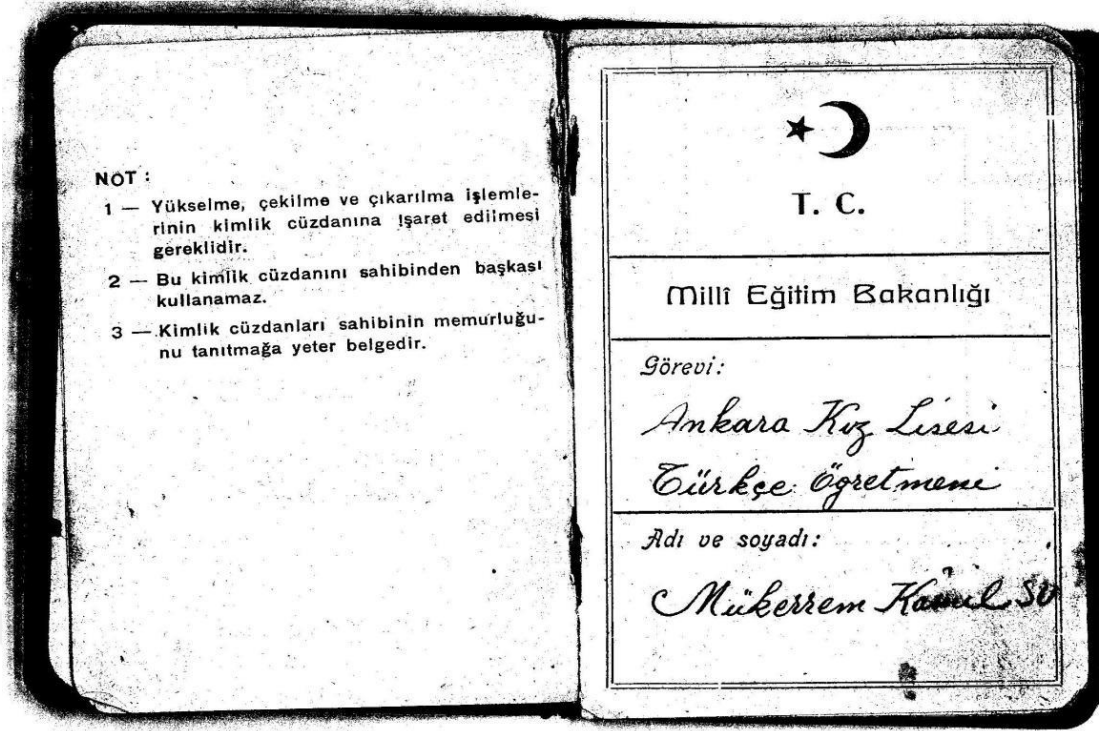 NOT :
1 — Yükselme, çekilme ve çıkarılma işlemle-
rinin kimlik cüzdanına işaret edilmesi
gereklidir.
2 — Bu kimlik cüzdanını sahibinden başkası
kullanamaz.
3 — Kimlik cüzdanları sahibinin memurluğu-
nu tanıtmağa yeter belgedir.
T. C.
Millî Eğitim Bakanlığı
Görevi:
Ankara Kız Lisesi
Türkçe Öğretmeni
Adı ve soyadı:
Mükerrem Kâmil SU